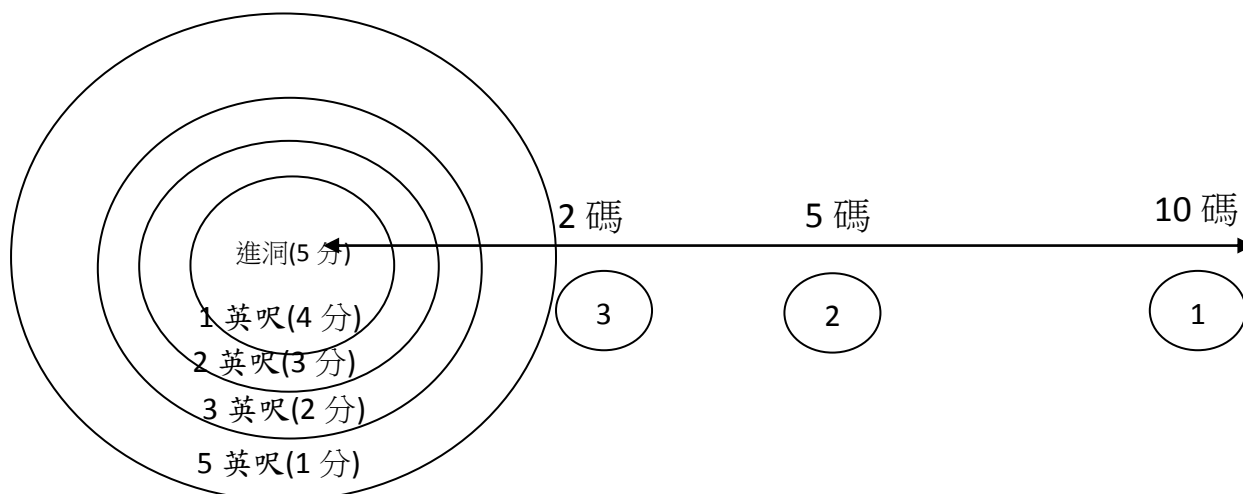 2 碼
5 碼
10 碼
進洞(5 分)
3
2
1
1 英呎(4 分)
2 英呎(3 分)
3 英呎(2 分)
5 英呎(1 分)